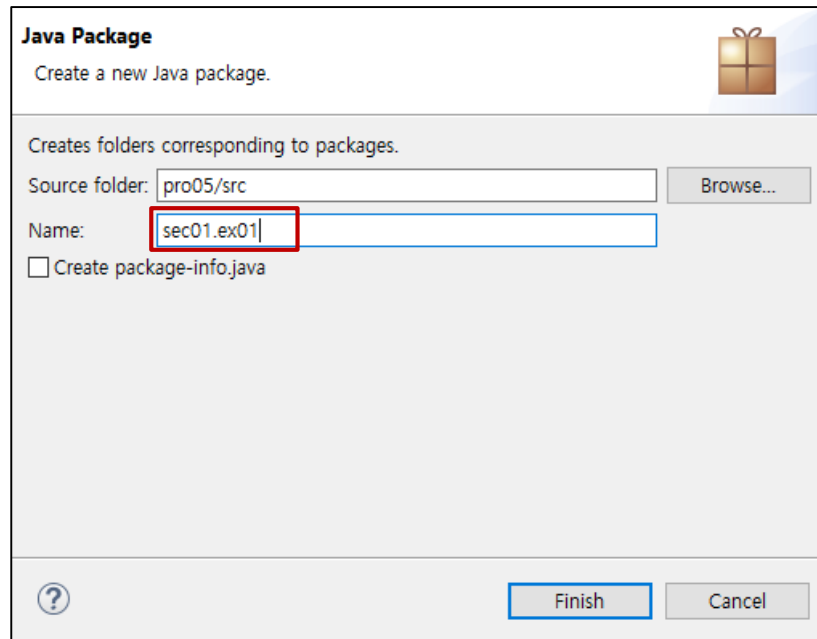 Java Package
Create a new Java package.
Creates folders corresponding to packages.
Source folder: pro05/src Browse...
Name: sec01.ex01
Create package-info.java
? Finish Cancel